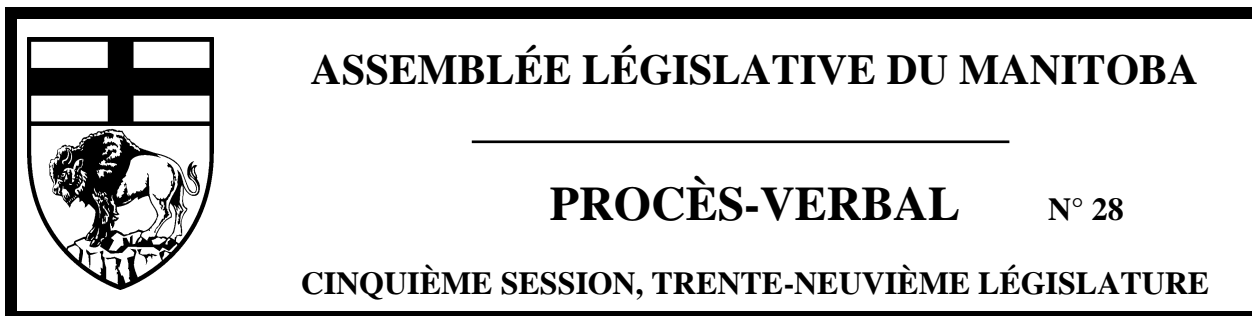 ASSEMBLÉE LÉGISLATIVE DU MANITOBA
PROCÈS-VERBAL N° 28
CINQUIÈME SESSION, TRENTE-NEUVIÈME LÉGISLATURE